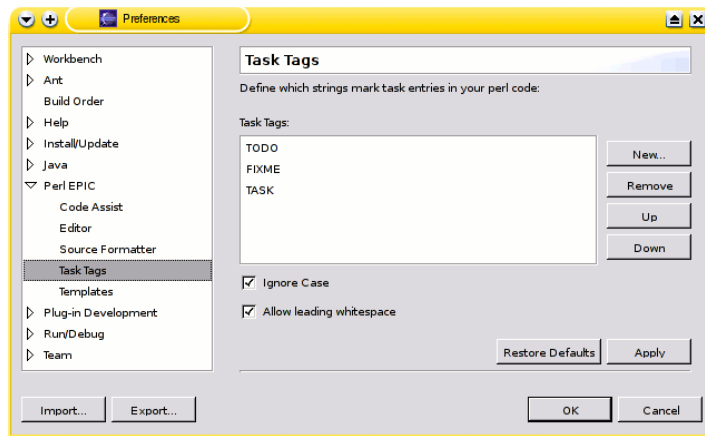 Preferences
Workbench
Ant
Build Order
Help
Install/Update
Java
Perl EPIC
Code Assist
Editor
Source Formatter
Task Tags
Templates
Plug-in Development
Run/Debug
Team
Task Tags
Define which strings mark task entries in your perl code:
Task Tags:
TODO
FIXME
TASK
New...
Remove
Up
Down
Ignore Case
Allow leading whitespace
Restore Defaults Apply
Import... Export... OK Cancel